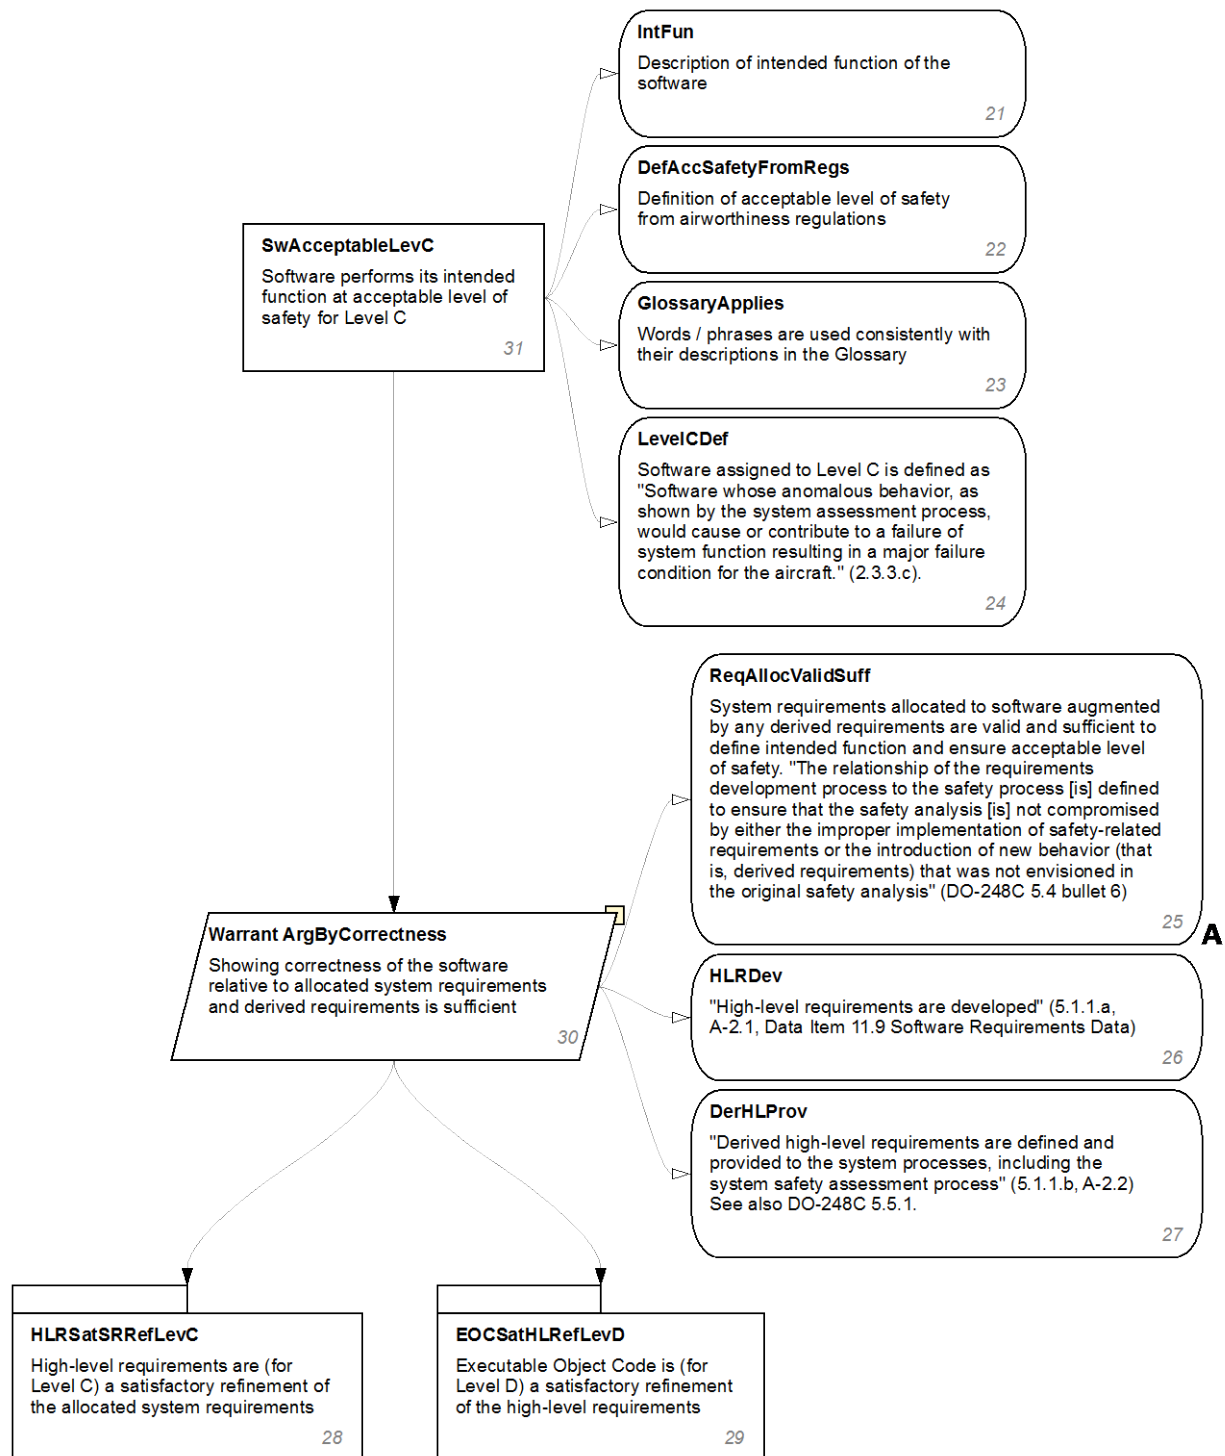 IntFun
Description of intended function of the
software
21
DefAccSafetyFromRegs
Definition of acceptable level of safety
from airworthiness regulations
22
SwAcceptableLevC
Software performs its intended
function at acceptable level of
safety for Level C
31
GlossaryApplies
Words / phrases are used consistently with
their descriptions in the Glossary
23
LevelCDef
Software assigned to Level C is defined as
"Software whose anomalous behavior, as
shown by the system assessment process,
would cause or contribute to a failure of
system function resulting in a major failure
condition for the aircraft." (2.3.3.c).
24
ReqAllocValidSuff
System requirements allocated to software augmented
by any derived requirements are valid and sufficient to
define intended function and ensure acceptable level
of safety. "The relationship of the requirements
development process to the safety process [is] defined
to ensure that the safety analysis [is] not compromised
by either the improper implementation of safety-related
requirements or the introduction of new behavior (that
is, derived requirements) that was not envisioned in
the original safety analysis" (DO-248C 5.4 bullet 6)
25
A
Warrant ArgByCorrectness
Showing correctness of the software
relative to allocated system requirements
and derived requirements is sufficient
30
HLRDev
"High-level requirements are developed" (5.1.1.a,
A-2.1, Data Item 11.9 Software Requirements Data)
26
DerHLProv
"Derived high-level requirements are defined and
provided to the system processes, including the
system safety assessment process" (5.1.1.b, A-2.2)
See also DO-248C 5.5.1.
27
HLRSatSRRefLevC
High-level requirements are (for
Level C) a satisfactory refinement of
the allocated system requirements
28
EOCSatHLRefLevD
Executable Object Code is (for
Level D) a satisfactory refinement
of the high-level requirements
29